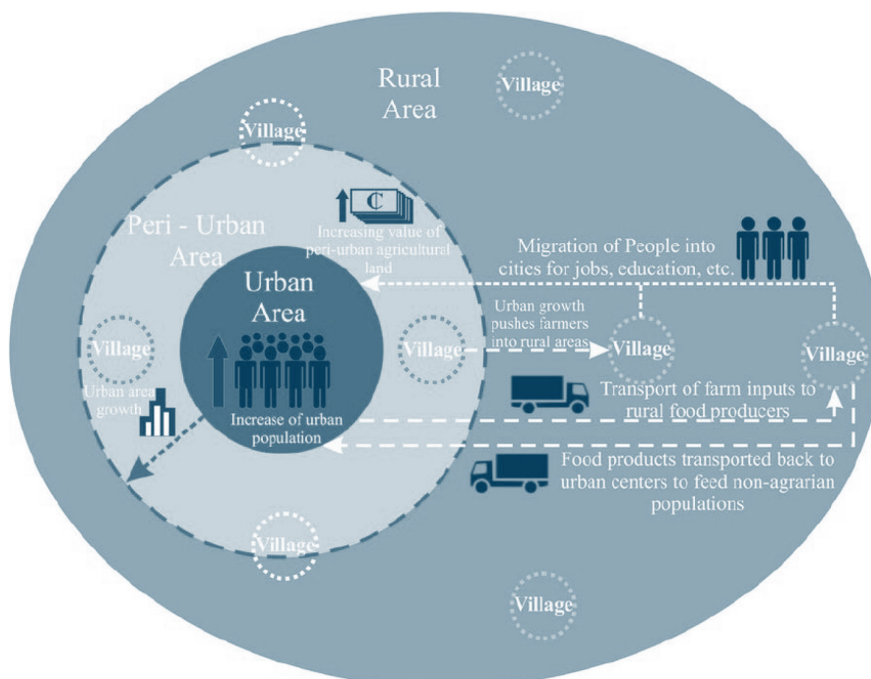 Rural
Area
Village
Village
Peri - Urban
Area
₵
Increasing value of
peri-urban agricultural
land
Migration of People into
cities for jobs, education, etc.
Urban
Area
Urban growth
pushes farmers
into rural areas
Village
Village
Village
Village
Urban area
growth
Increase of urban
population
Transport of farm inputs to
rural food producers
Food products transported back to
urban centers to feed non-agrarian
populations
Village
Village